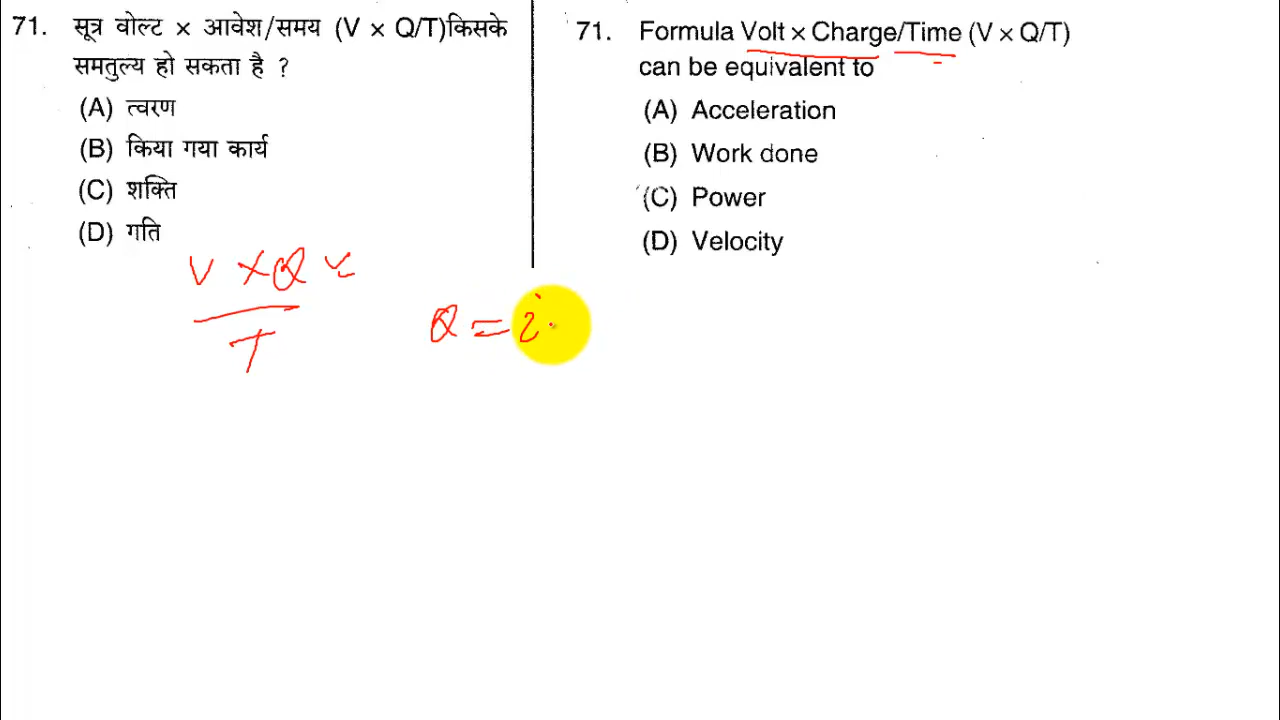 71. सूत्र वोल्ट × आवेश/समय (V × Q/T)किसके
समतुल्य हो सकता है ?
(A) त्वरण
(B) किया गया कार्य
(C) शक्ति
(D) गति
71. Formula Volt × Charge/Time (V × Q/T)
can be equivalent to
(A) Acceleration
(B) Work done
(C) Power
(D) Velocity
V × Q
T
Q = i